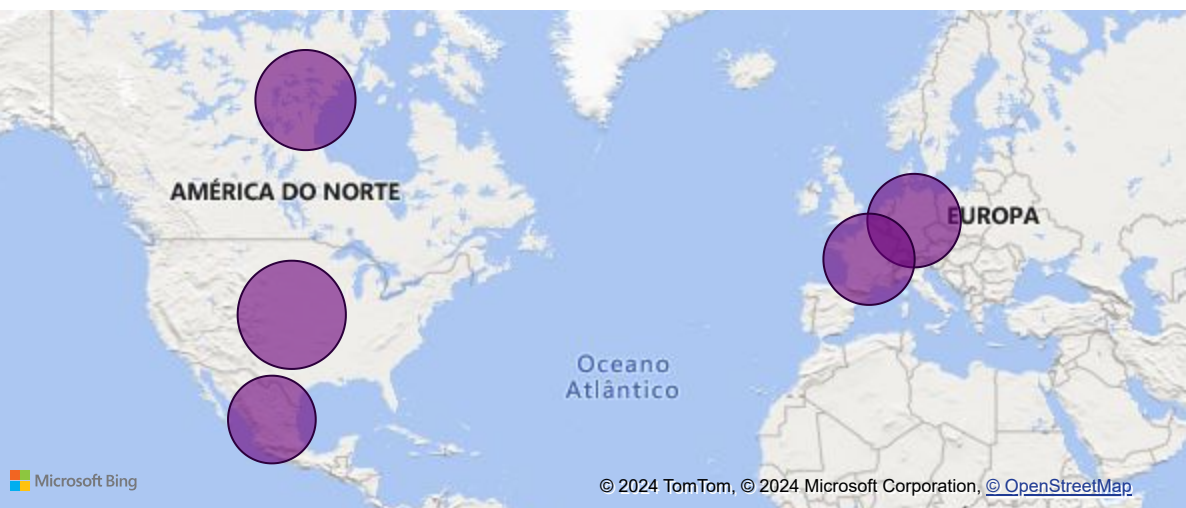 AMÉRICA DO NORTE
EUROPA
Oceano
Atlântico
Microsoft Bing
© 2024 TomTom, © 2024 Microsoft Corporation, © OpenStreetMap